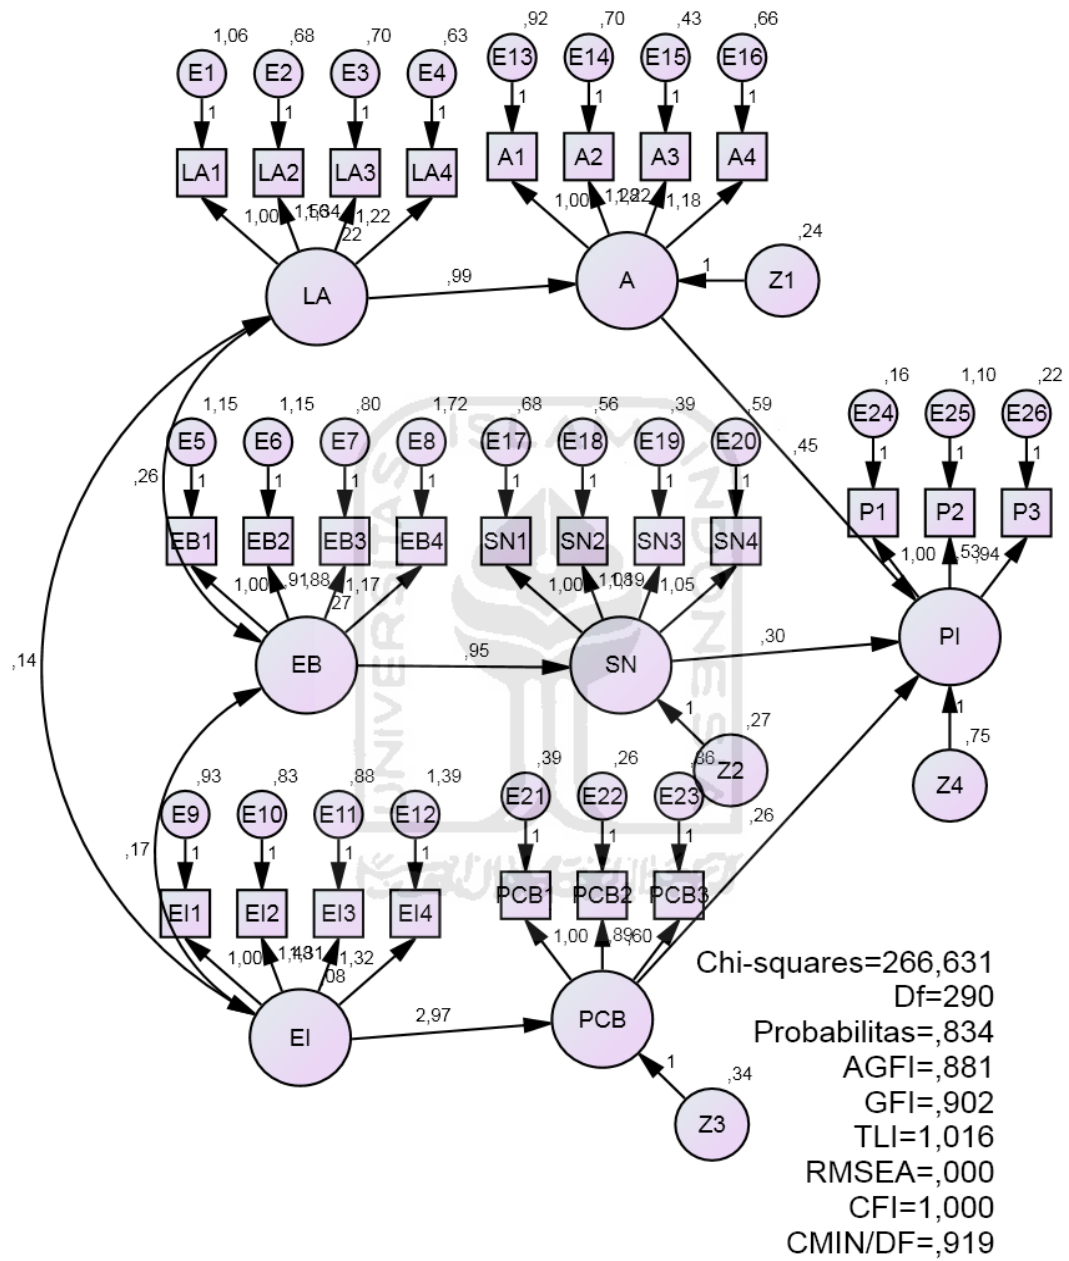 1,06 ,68 ,70 ,63 ,92 ,70 ,43 ,66
E1 E2 E3 E4 E13 E14 E15 E16
1 1 1 1 1 1 1 1
LA1 LA2 LA3 LA4 A1 A2 A3 A4
1,00 1,22 1,00 1,18
,22
LA ,99 A 1 Z1 ,24
,16 1,10 ,22
E24 E25 E26
1 1 1
P1 P2 P3
1,00 ,53 ,94
,45
1,15 1,15 ,80 1,72 ,68 ,56 ,39 ,59
E5 E6 E7 E8 E17 E18 E19 E20
1 1 1 1 1 1 1 1
,26
EB1 EB2 EB3 EB4 SN1 SN2 SN3 SN4
1,00 ,91 ,88 1,17 1,00 1,05
,27
EB ,95 SN ,30 PI
,14
1 ,27
Z2
1 ,75
Z4
,93 ,83 ,88 1,39 ,39 ,26 ,86
E9 E10 E11 E12 E21 E22 E23
1 1 1 1 1 1 1
,17
,26
EI1 EI2 EI3 EI4 PCB1 PCB2 PCB3
1,00 1,32 1,00 ,89 ,60
,08
EI 2,97 PCB
1 ,34
Z3
Chi-squares=266,631
Df=290
Probabilitas=,834
AGFI=,881
GFI=,902
TLI=1,016
RMSEA=,000
CFI=1,000
CMIN/DF=,919
UNIVERSITAS
ISLAM
INDONESIA